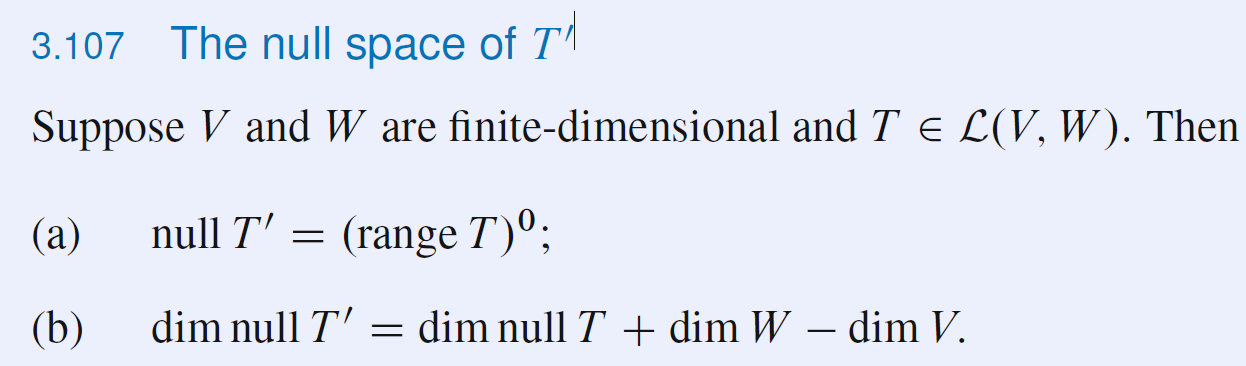 3.107 The null space of T′
Suppose V and W are finite-dimensional and T ∈ ℒ(V, W). Then
(a) null T′ = (range T)⁰;
(b) dim null T′ = dim null T + dim W − dim V.